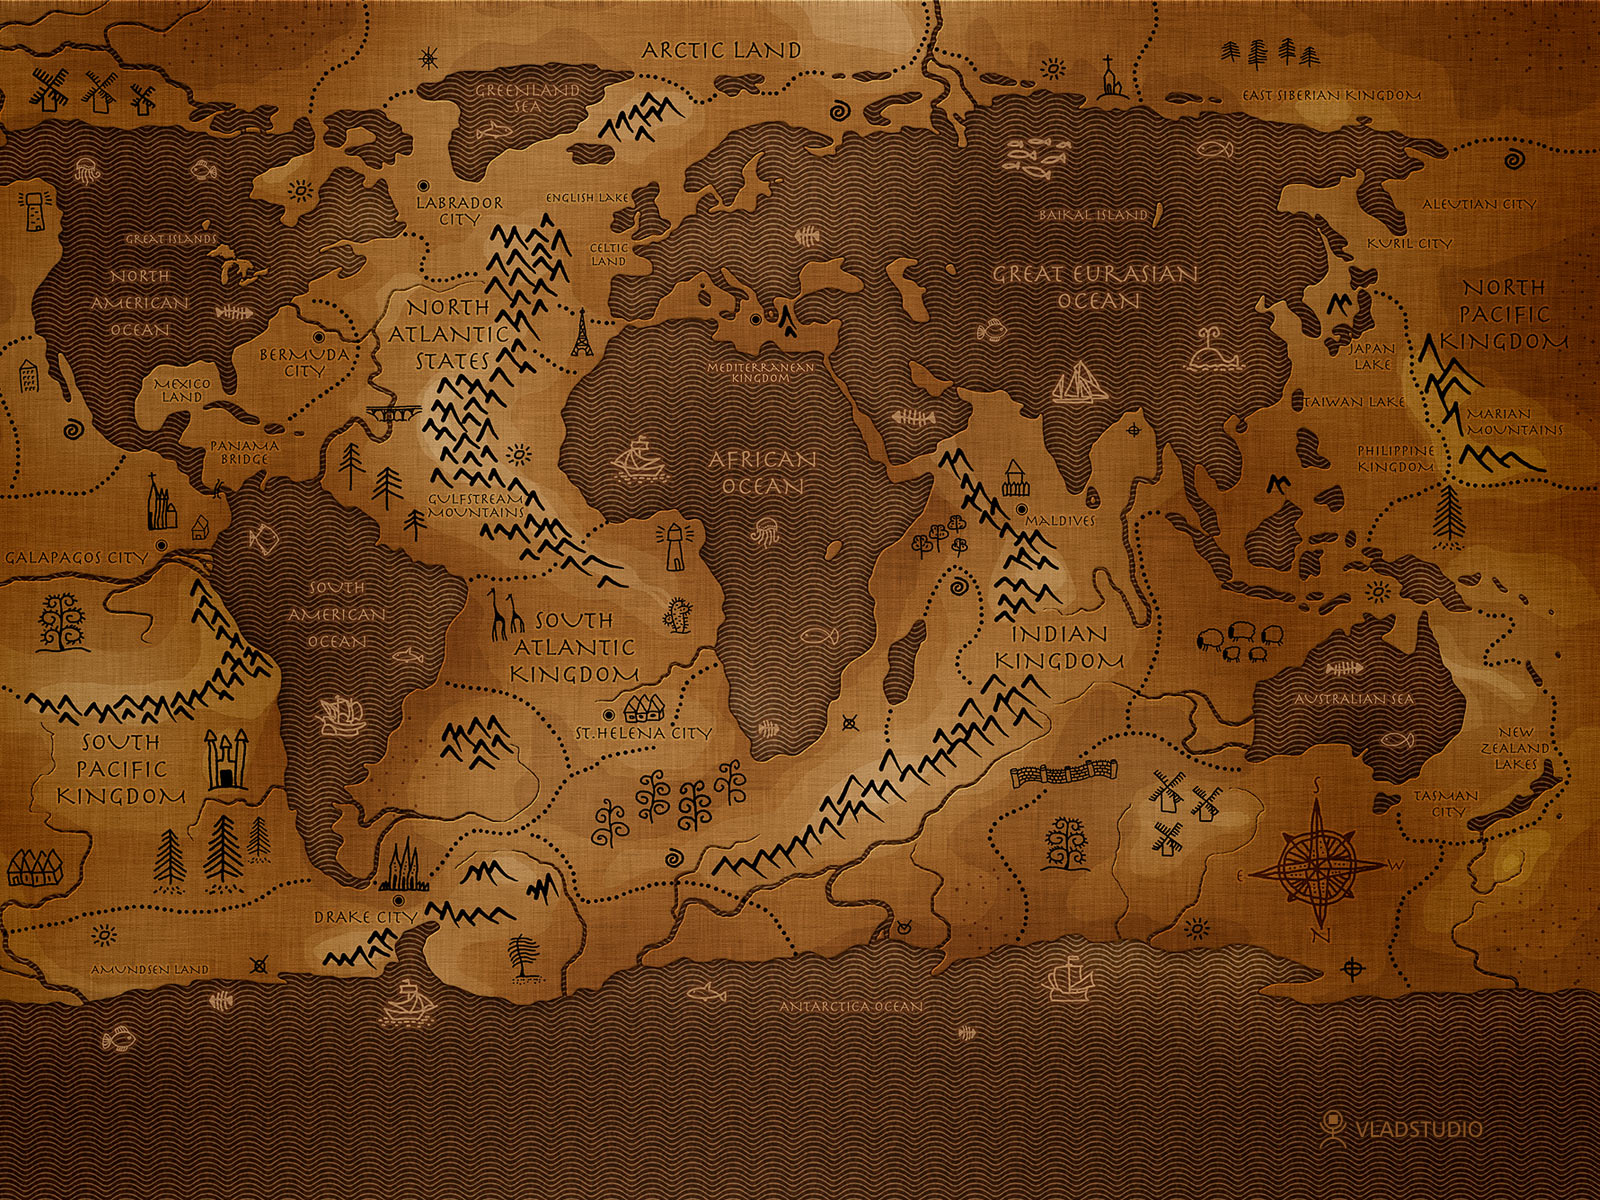 ARCTIC LAND
GREENLAND
SEA
EAST SIBERIAN KINGDOM
LABRADOR
CITY
ENGLISH LAKE
CELTIC
LAND
BAIKAL ISLAND
ALEUTIAN CITY
KURIL CITY
GREAT ISLANDS
NORTH
AMERICAN
OCEAN
GREAT EURASIAN
OCEAN
NORTH
ATLANTIC
STATES
NORTH
PACIFIC
KINGDOM
BERMUDA
CITY
MEXICO
LAND
MEDITERRANEAN
KINGDOM
JAPAN
LAKE
TAIWAN LAKE
MARIAN
MOUNTAINS
PANAMA
BRIDGE
AFRICAN
OCEAN
PHILIPPINE
KINGDOM
GULFSTREAM
MOUNTAINS
MALDIVES
GALAPAGOS CITY
SOUTH
AMERICAN
OCEAN
SOUTH
ATLANTIC
KINGDOM
INDIAN
KINGDOM
AUSTRALIAN SEA
ST.HELENA CITY
SOUTH
PACIFIC
KINGDOM
NEW
ZEALAND
LAKES
TASMAN
CITY
S
E
W
N
DRAKE CITY
AMUNDSEN LAND
ANTARCTICA OCEAN
VLADSTUDIO